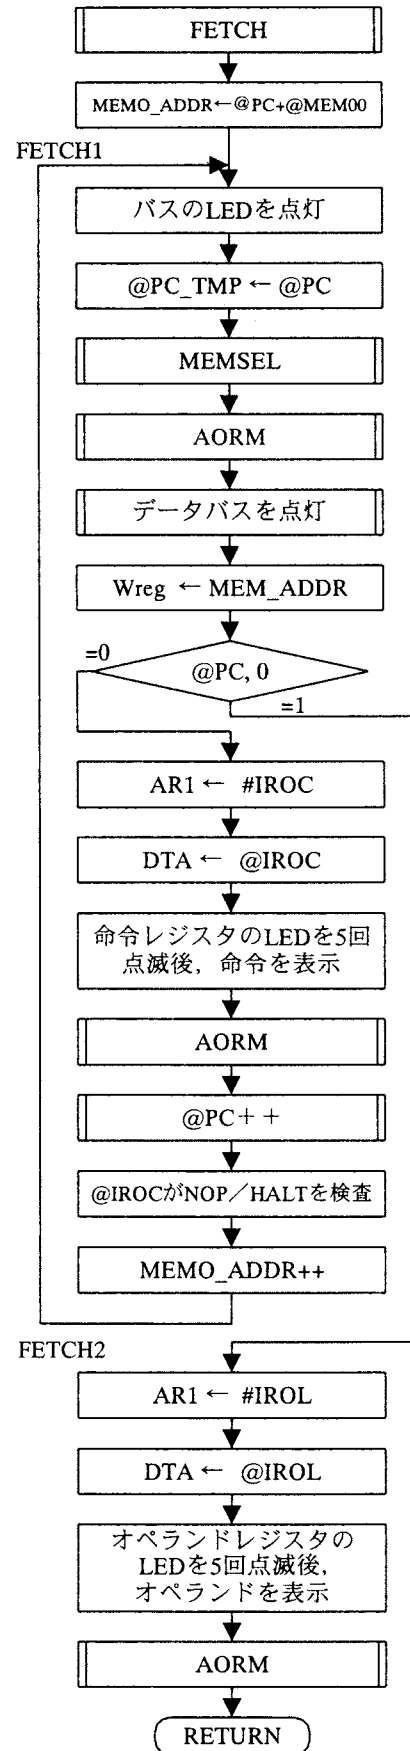 FETCH
MEMO_ADDR←@PC+@MEM00
FETCH1
バスのLEDを点灯
@PC_TMP ← @PC
MEMSEL
AORM
データバスを点灯
Wreg ← MEM_ADDR
=0
@PC, 0
=1
AR1 ← #IROC
DTA ← @IROC
命令レジスタのLEDを5回
点滅後，命令を表示
AORM
@PC＋＋
@IROCがNOP／HALTを検査
MEMO_ADDR++
FETCH2
AR1 ← #IROL
DTA ← @IROL
オペランドレジスタの
LEDを5回点滅後，
オペランドを表示
AORM
RETURN